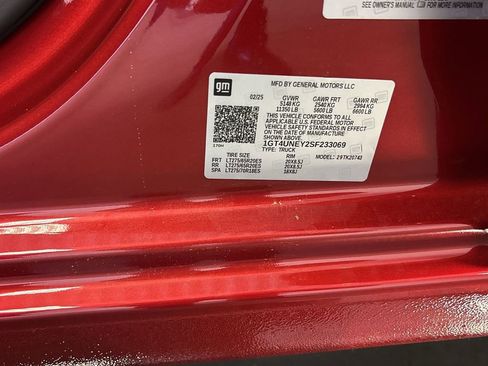 SEE OWNER'S MANUAL
FOR MORE INFORMATION
gm
MFD BY GENERAL MOTORS LLC
02/25 GVWR GAWR FRT GAWR RR
5148 KG 2540 KG 2994 KG
11350 LB 5600 LB 6600 LB
THIS VEHICLE CONFORMS TO ALL
APPLICABLE U.S. FEDERAL MOTOR
VEHICLE SAFETY STANDARDS IN EFFECT
ON THE DATE OF MANUFACTURE SHOWN
ABOVE.
1GT4UNEY2SF233069
TYPE: TRUCK
TIRE SIZE RIM MODEL: 29TK20743
FRT LT275/65R20ES 20X8.5J
RR LT275/65R20ES 20X8.5J
SPA LT275/70R18ES 18X8J